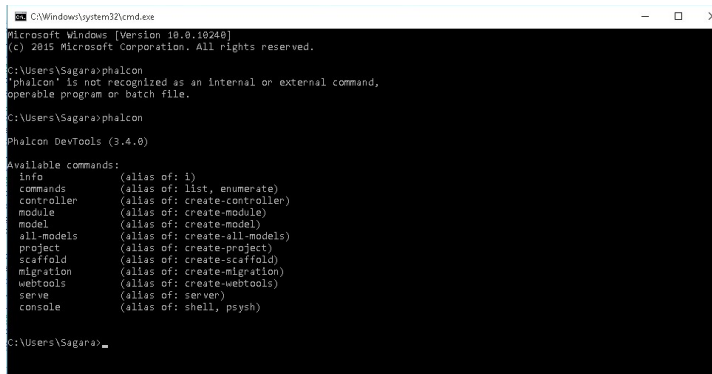 C:\Windows\system32\cmd.exe
Microsoft Windows [Version 10.0.10240]
(c) 2015 Microsoft Corporation. All rights reserved.
C:\Users\Sagara>phalcon
'phalcon' is not recognized as an internal or external command,
operable program or batch file.
C:\Users\Sagara>phalcon
Phalcon DevTools (3.4.0)
Available commands:
info (alias of: i)
commands (alias of: list, enumerate)
controller (alias of: create-controller)
module (alias of: create-module)
model (alias of: create-model)
all-models (alias of: create-all-models)
project (alias of: create-project)
scaffold (alias of: create-scaffold)
migration (alias of: create-migration)
webtools (alias of: create-webtools)
serve (alias of: server)
console (alias of: shell, psysh)
C:\Users\Sagara>